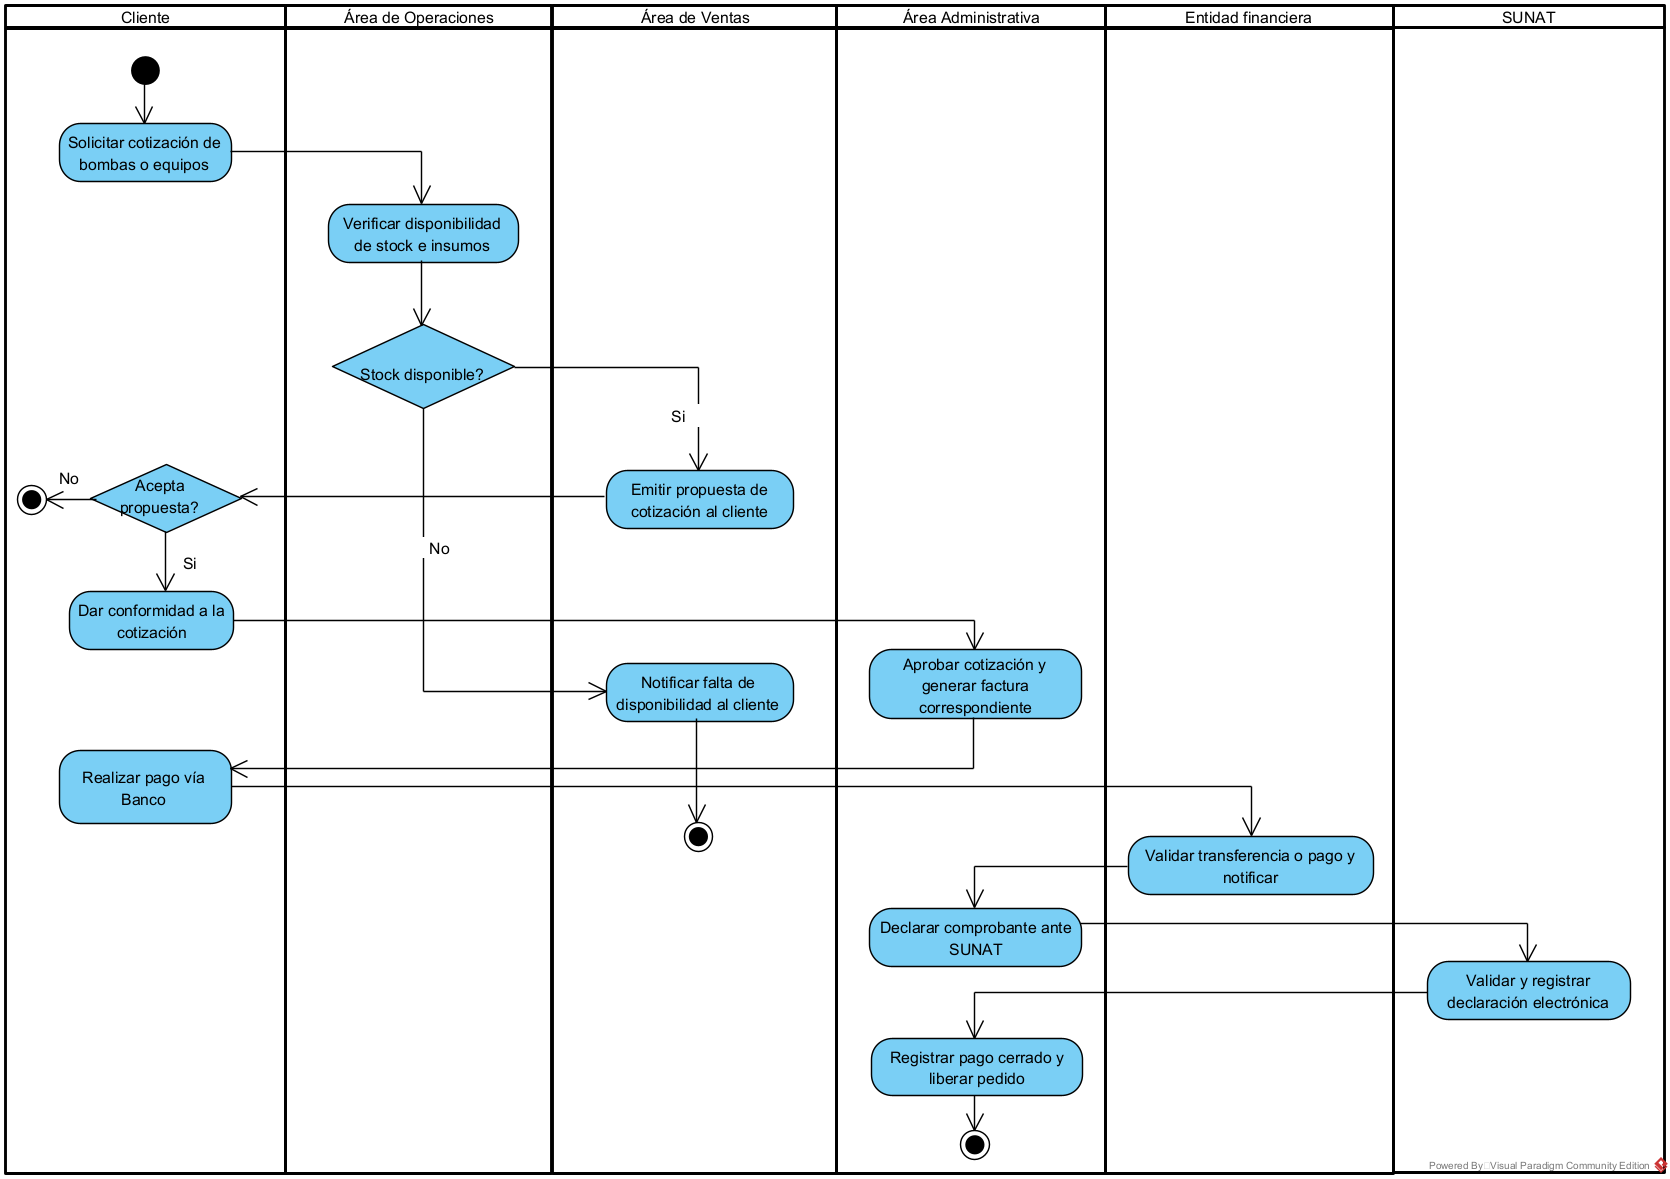 Cliente
Área de Operaciones
Área de Ventas
Área Administrativa
Entidad financiera
SUNAT
Solicitar cotización de
bombas o equipos
Verificar disponibilidad
de stock e insumos
Stock disponible?
Si
Emitir propuesta de
cotización al cliente
Acepta
propuesta?
No
Si
No
Dar conformidad a la
cotización
Aprobar cotización y
generar factura
correspondiente
Notificar falta de
disponibilidad al cliente
Realizar pago vía
Banco
Validar transferencia o pago y
notificar
Declarar comprobante ante
SUNAT
Validar y registrar
declaración electrónica
Registrar pago cerrado y
liberar pedido
Powered By Visual Paradigm Community Edition